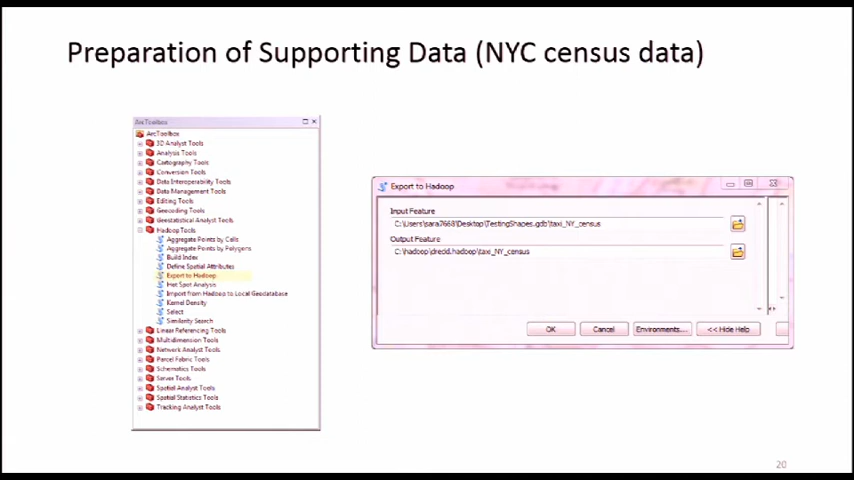 Preparation of Supporting Data (NYC census data)
ArcToolbox
ArcToolbox
3D Analyst Tools
Analysis Tools
Cartography Tools
Conversion Tools
Data Interoperability Tools
Data Management Tools
Editing Tools
Geocoding Tools
Geostatistical Analyst Tools
Hadoop Tools
Aggregate Points by Cells
Aggregate Points by Polygons
Build Index
Define Spatial Attributes
Export to Hadoop
Hot Spot Analysis
Import from Hadoop to Local Geodatabase
Kernel Density
Select
Similarity Search
Linear Referencing Tools
Multidimension Tools
Network Analyst Tools
Parcel Fabric Tools
Schematics Tools
Server Tools
Spatial Analyst Tools
Spatial Statistics Tools
Tracking Analyst Tools
Export to Hadoop
Input Feature
C:\Users\sara7668\Desktop\TestingShapes.gdb\taxi_NY_census
Output Feature
C:\hadoop\dredd.hadoop\taxi_NY_census
OK
Cancel
Environments...
<< Hide Help
20